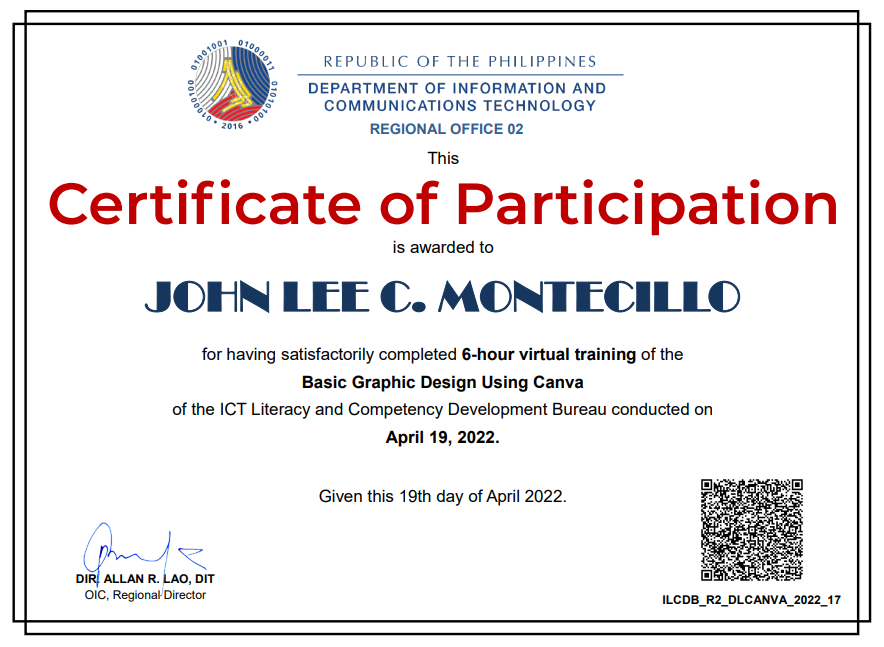 01001001 01000011
01010100
01000100
• 2016 •
REPUBLIC OF THE PHILIPPINES
DEPARTMENT OF INFORMATION AND
COMMUNICATIONS TECHNOLOGY
REGIONAL OFFICE 02
This
Certificate of Participation
is awarded to
JOHN LEE C. MONTECILLO
for having satisfactorily completed 6-hour virtual training of the
Basic Graphic Design Using Canva
of the ICT Literacy and Competency Development Bureau conducted on
April 19, 2022.
Given this 19th day of April 2022.
DIR. ALLAN R. LAO, DIT
OIC, Regional Director
ILCDB_R2_DLCANVA_2022_17